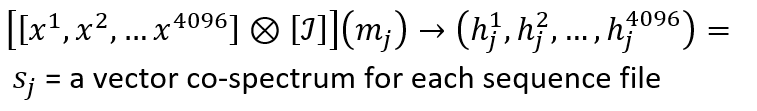 [[x¹, x², … x⁴⁰⁹⁶] ⊗ [ℐ]](mⱼ) → (hⱼ¹, hⱼ², … , hⱼ⁴⁰⁹⁶) =
sⱼ = a vector co-spectrum for each sequence file